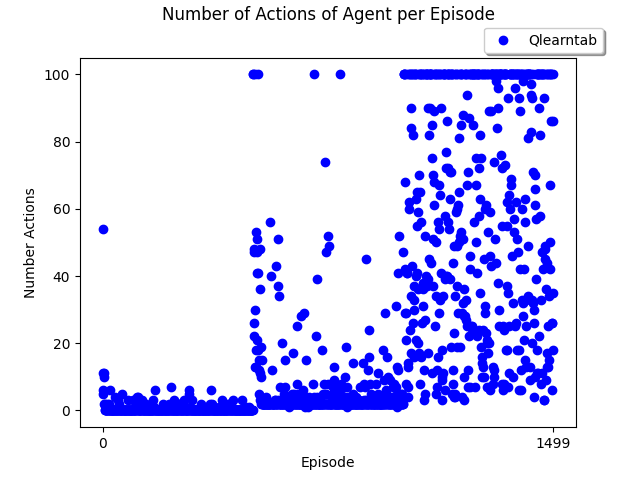 Number of Actions of Agent per Episode
Qlearntab
100
80
60
40
20
0
Number Actions
0 1499
Episode